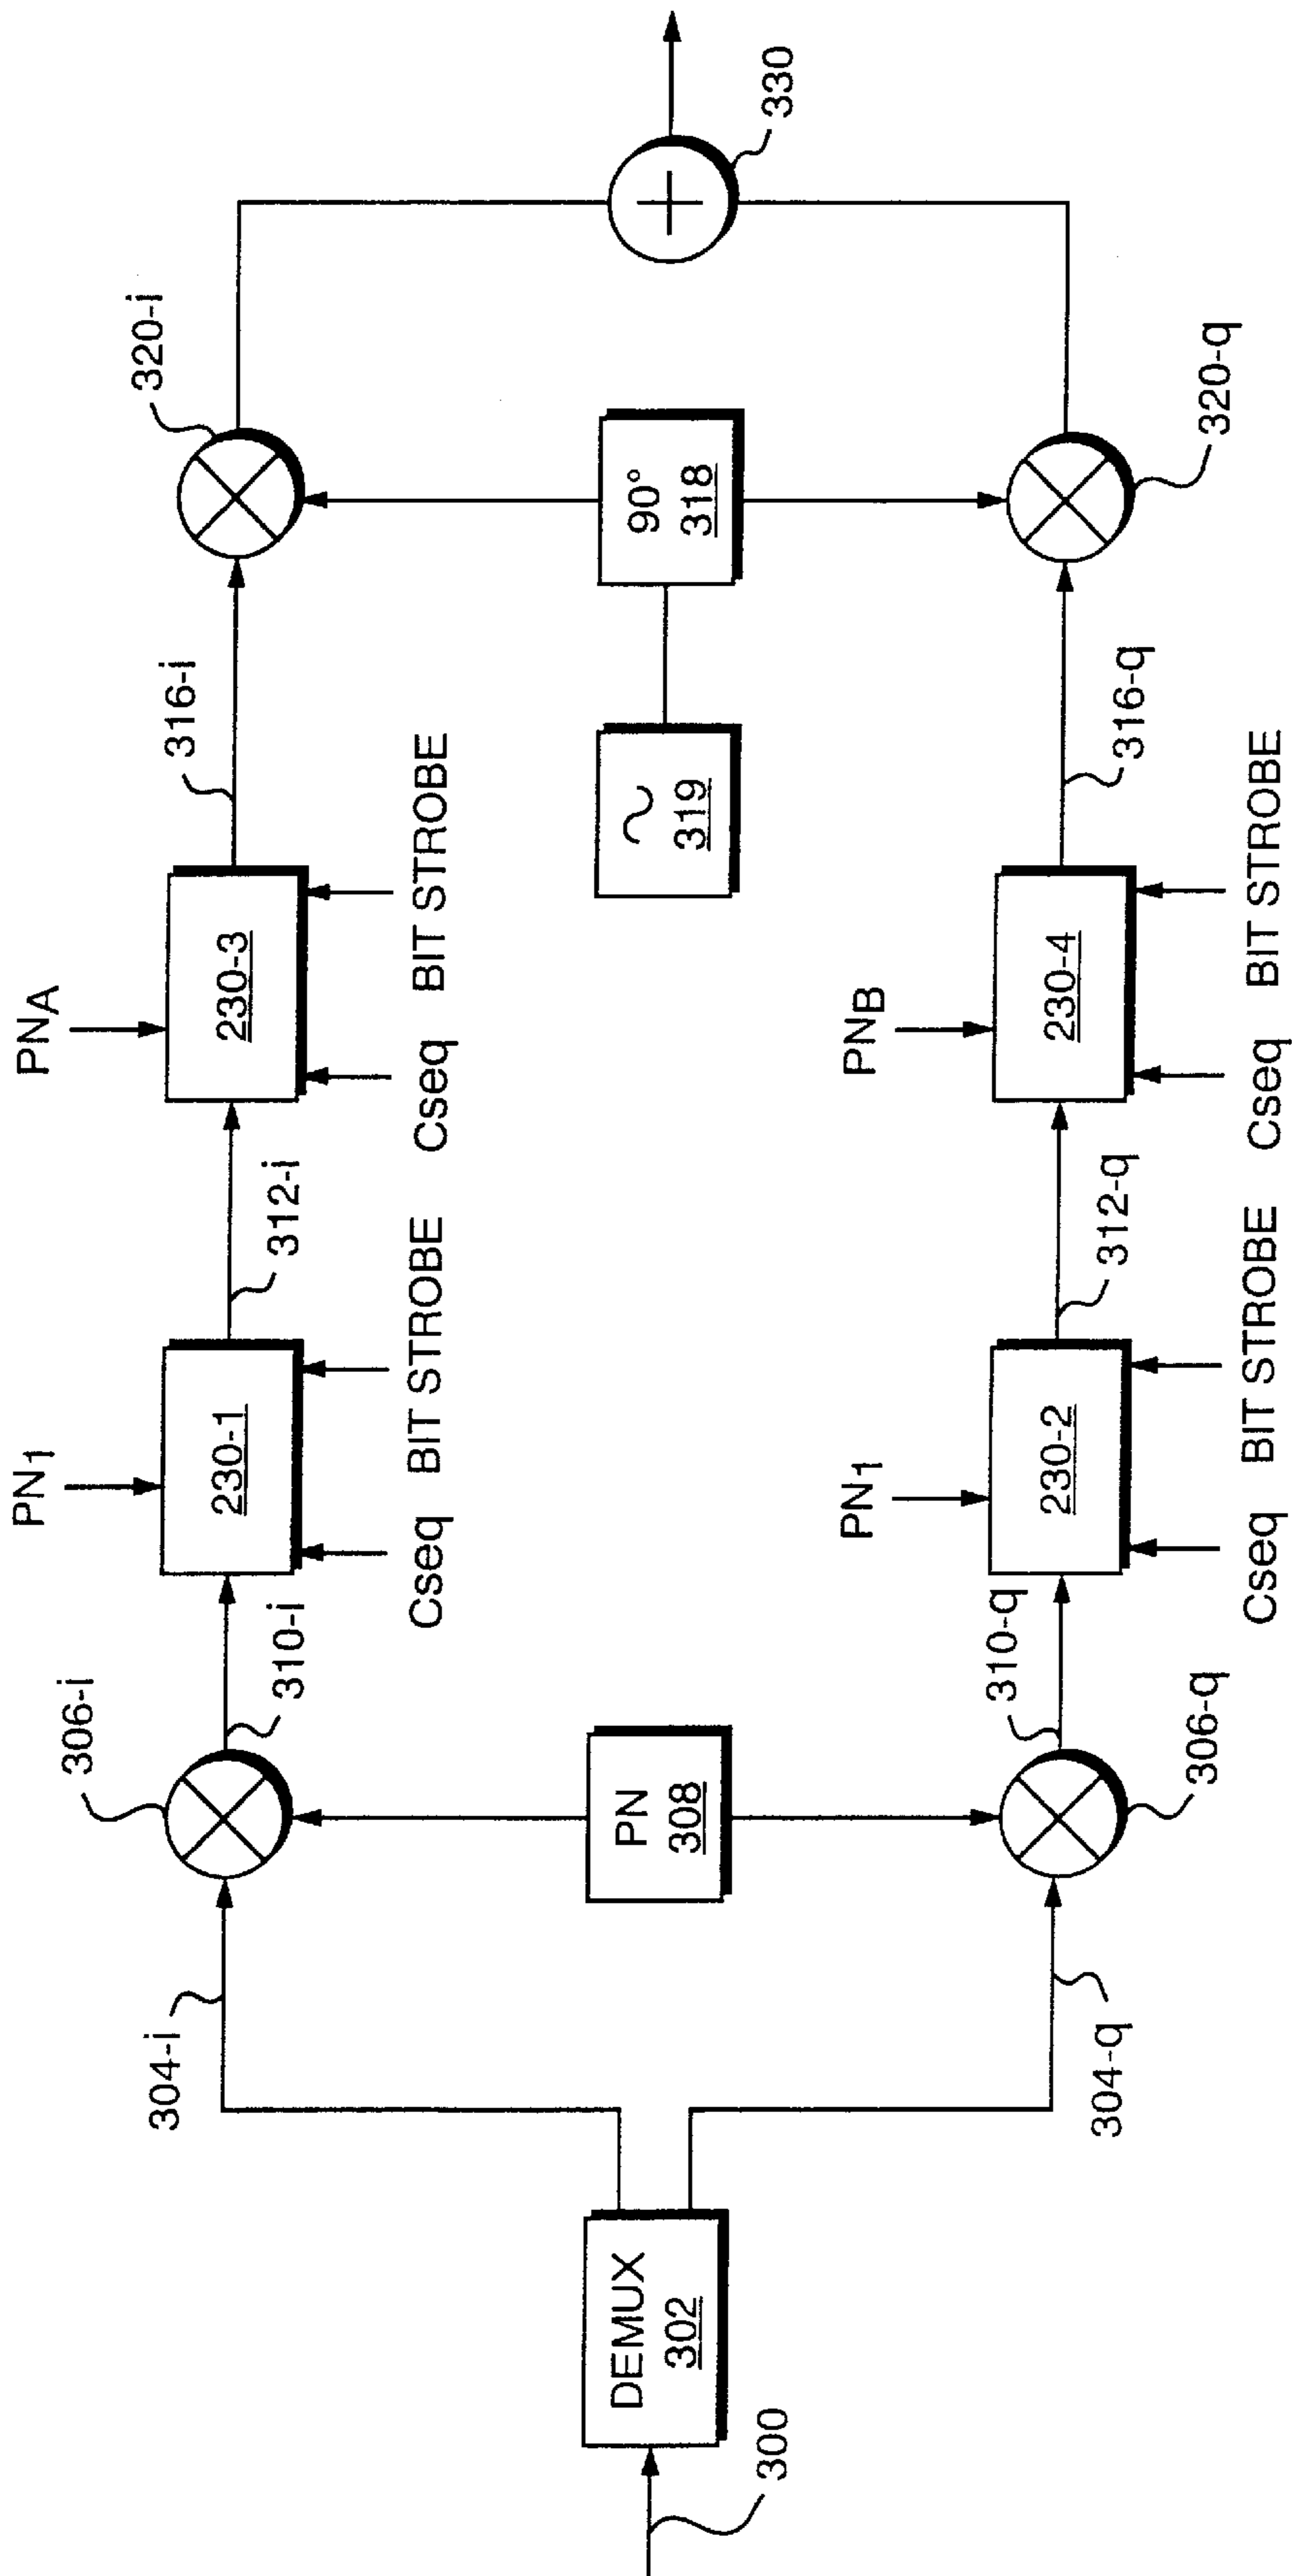 300
DEMUX
302
304-i
304-q
306-i
PN
308
306-q
310-i
310-q
PN1
230-1
Cseq BIT STROBE
PN1
230-2
Cseq BIT STROBE
312-i
312-q
PNA
230-3
Cseq BIT STROBE
PNB
230-4
Cseq BIT STROBE
316-i
316-q
319
90°
318
320-i
320-q
330